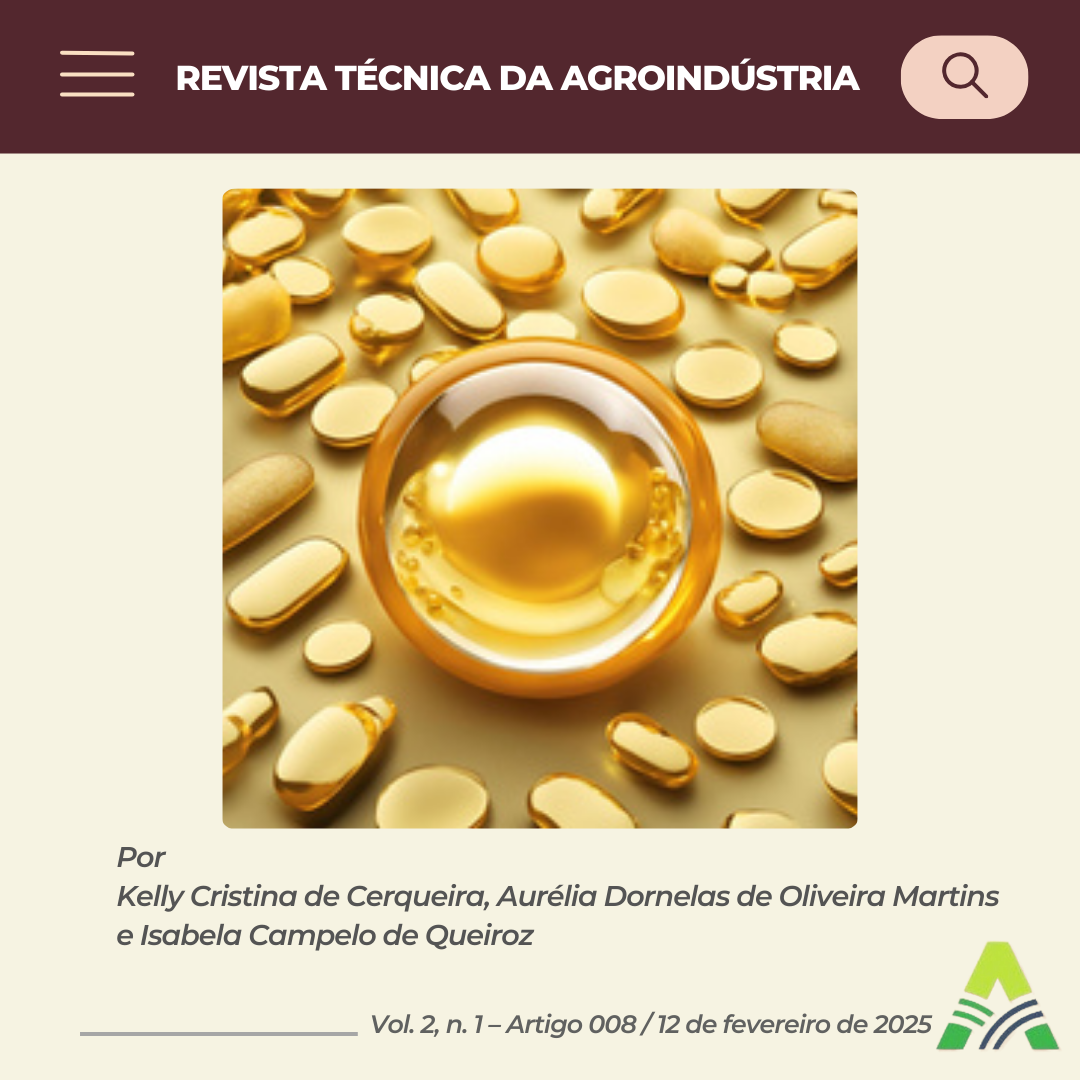 REVISTA TÉCNICA DA AGROINDÚSTRIA
Por
Kelly Cristina de Cerqueira, Aurélia Dornelas de Oliveira Martins
e Isabela Campelo de Queiroz
Vol. 2, n. 1 – Artigo 008 / 12 de fevereiro de 2025